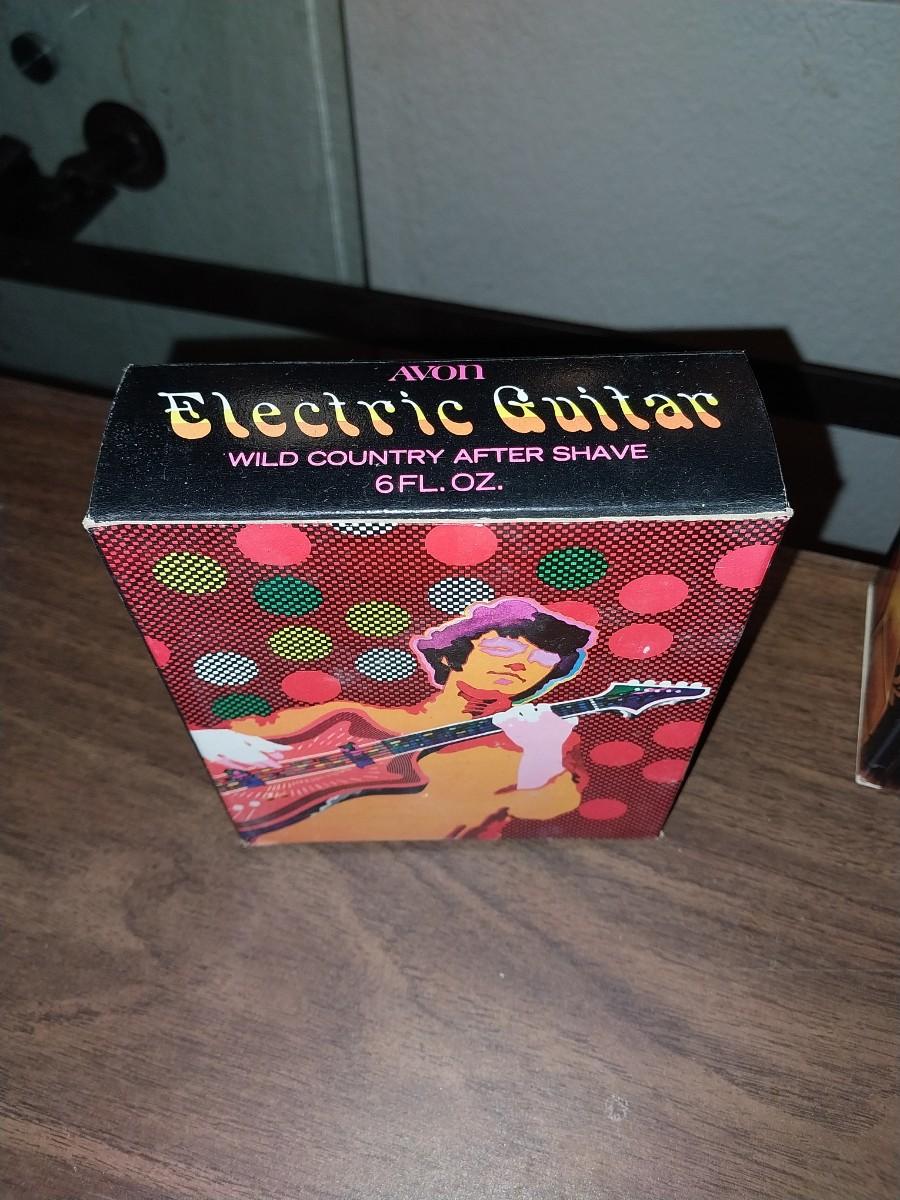 AVON
Electric Guitar
WILD COUNTRY AFTER SHAVE
6 FL. OZ.